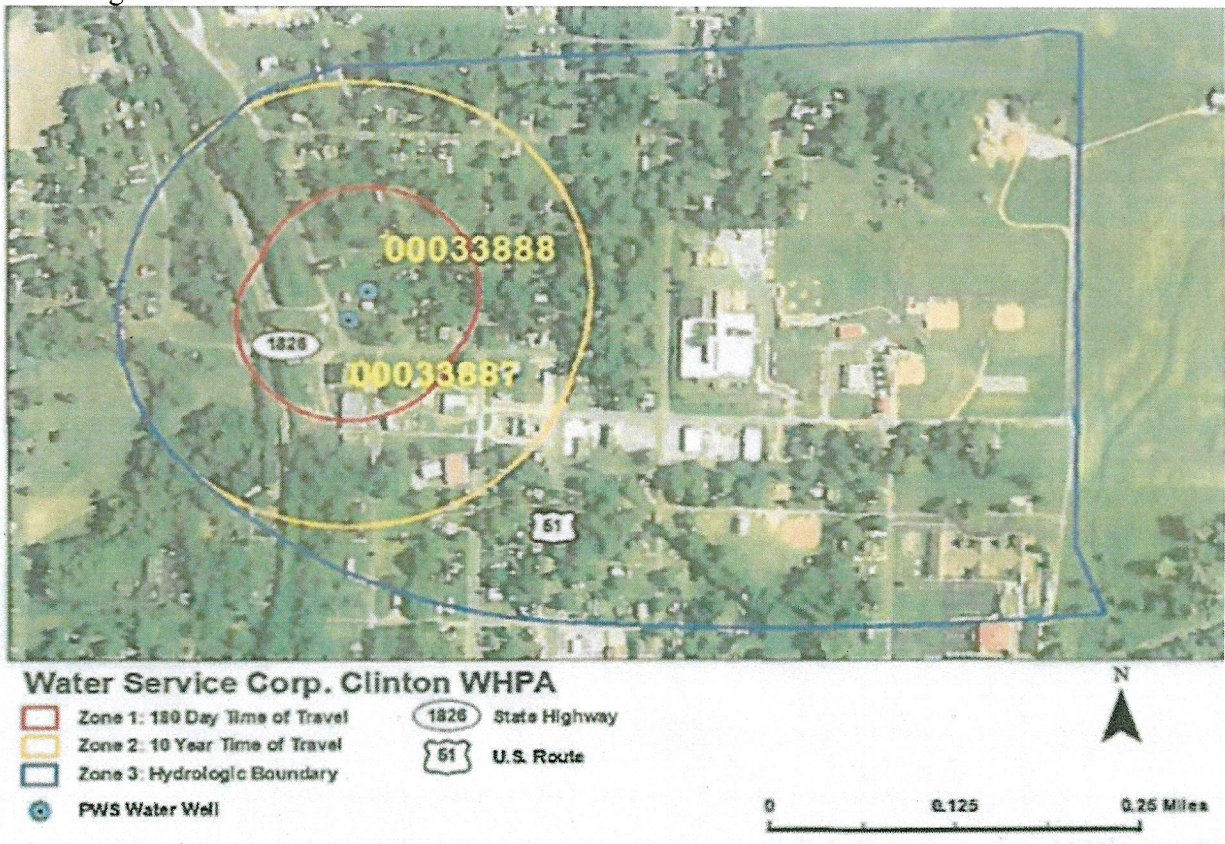 00033888
1826
00033887
51
Water Service Corp. Clinton WHPA
Zone 1: 180 Day Time of Travel
Zone 2: 10 Year Time of Travel
Zone 3: Hydrologic Boundary
PWS Water Well
1826 State Highway
51 U.S. Route
N
0 0.125 0.25 Miles